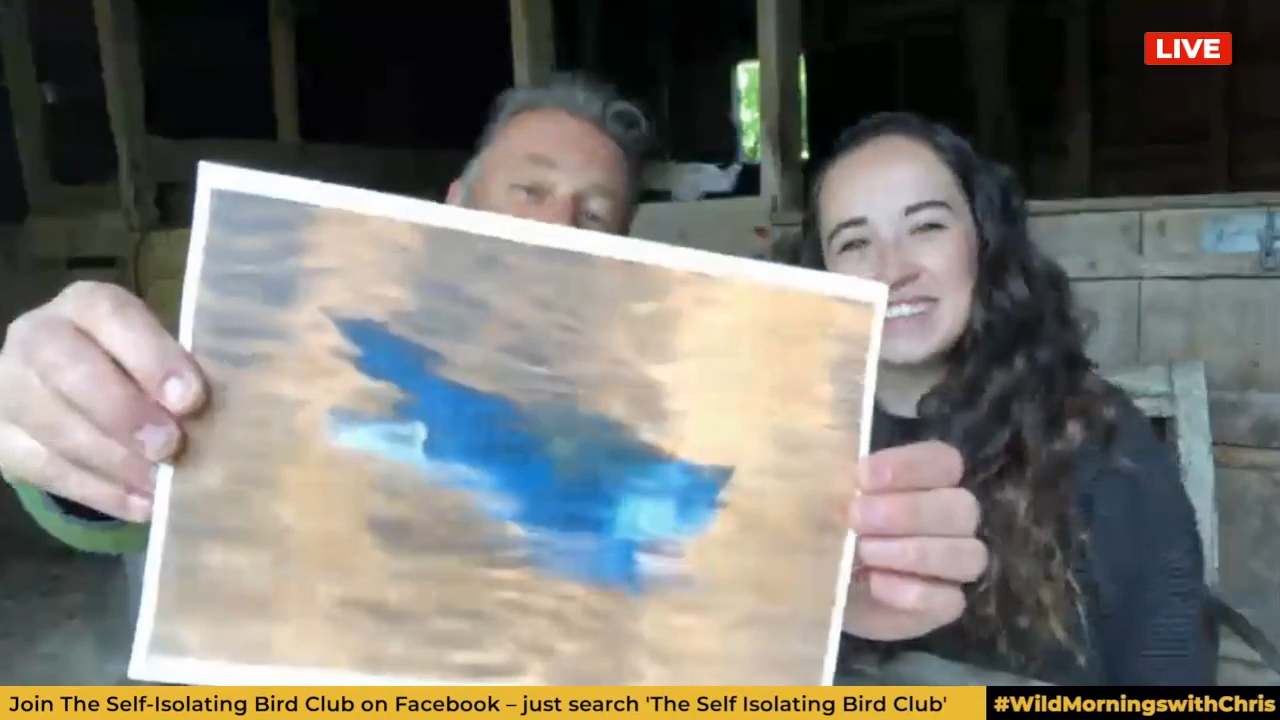 LIVE
Join The Self-Isolating Bird Club on Facebook – just search 'The Self Isolating Bird Club'
#WildMorningswithChris